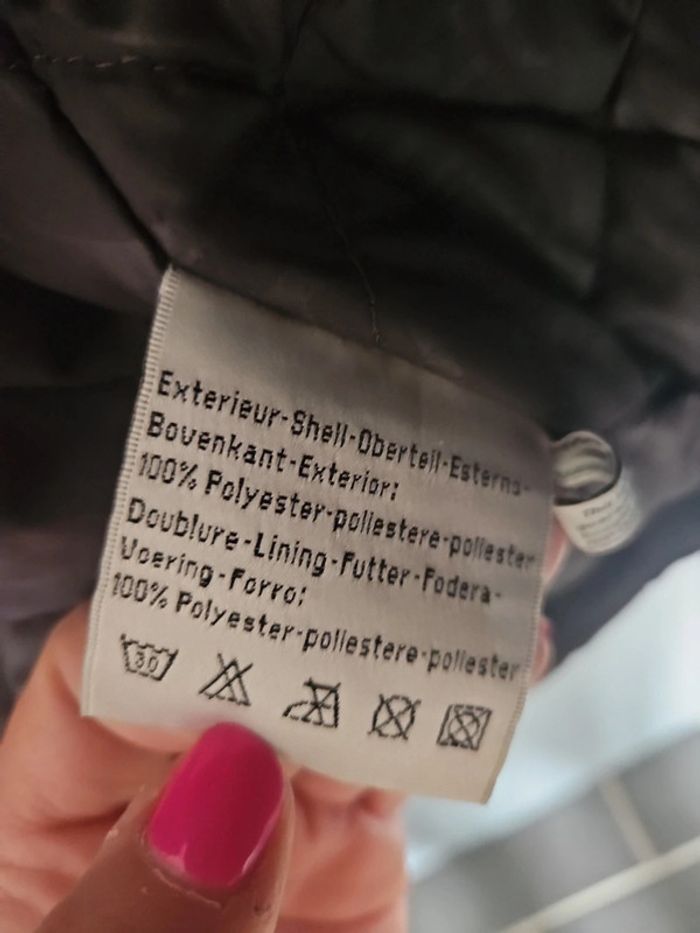 Exterieur-Shell-Oberteil-Esterno-
Bovenkant-Exterior:
100% Polyester-poliestere-poliester
Doublure-Lining-Futter-Fodera-
Voering-Forro:
100% Polyester-poliestere-poliester
30